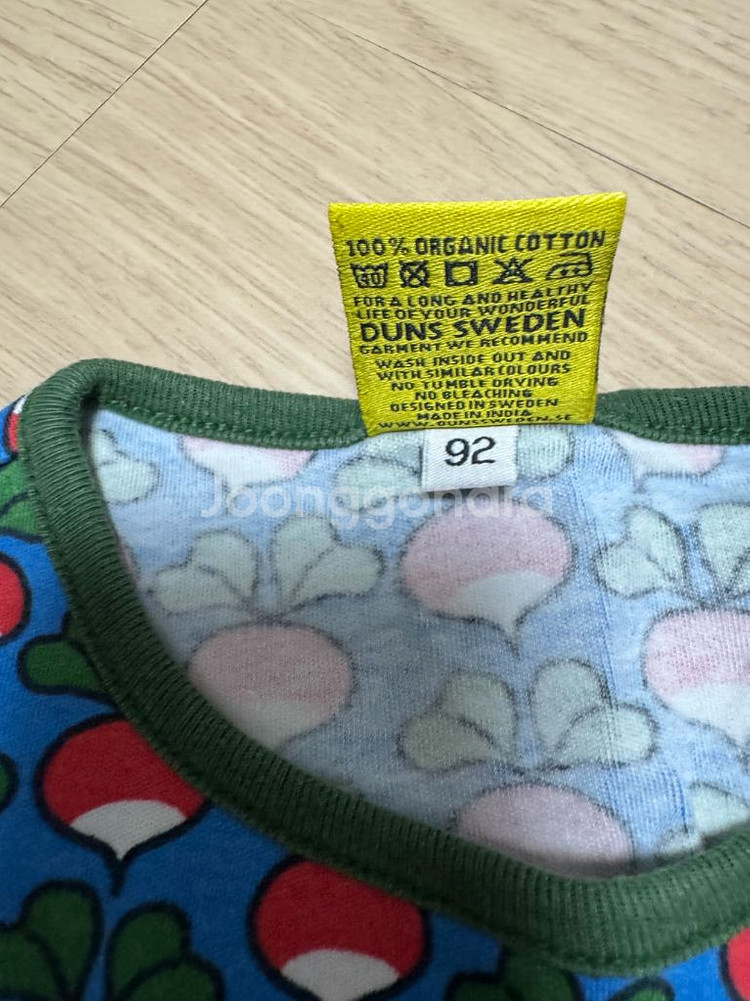 100% ORGANIC COTTON
40
FOR A LONG AND HEALTHY
LIFE OF YOUR WONDERFUL
DUNS SWEDEN
GARMENT WE RECOMMEND
WASH INSIDE OUT AND
WITH SIMILAR COLOURS
NO TUMBLE DRYING
NO BLEACHING
DESIGNED IN SWEDEN
MADE IN INDIA
WWW.DUNSSWEDEN.SE
92
Joonggonara